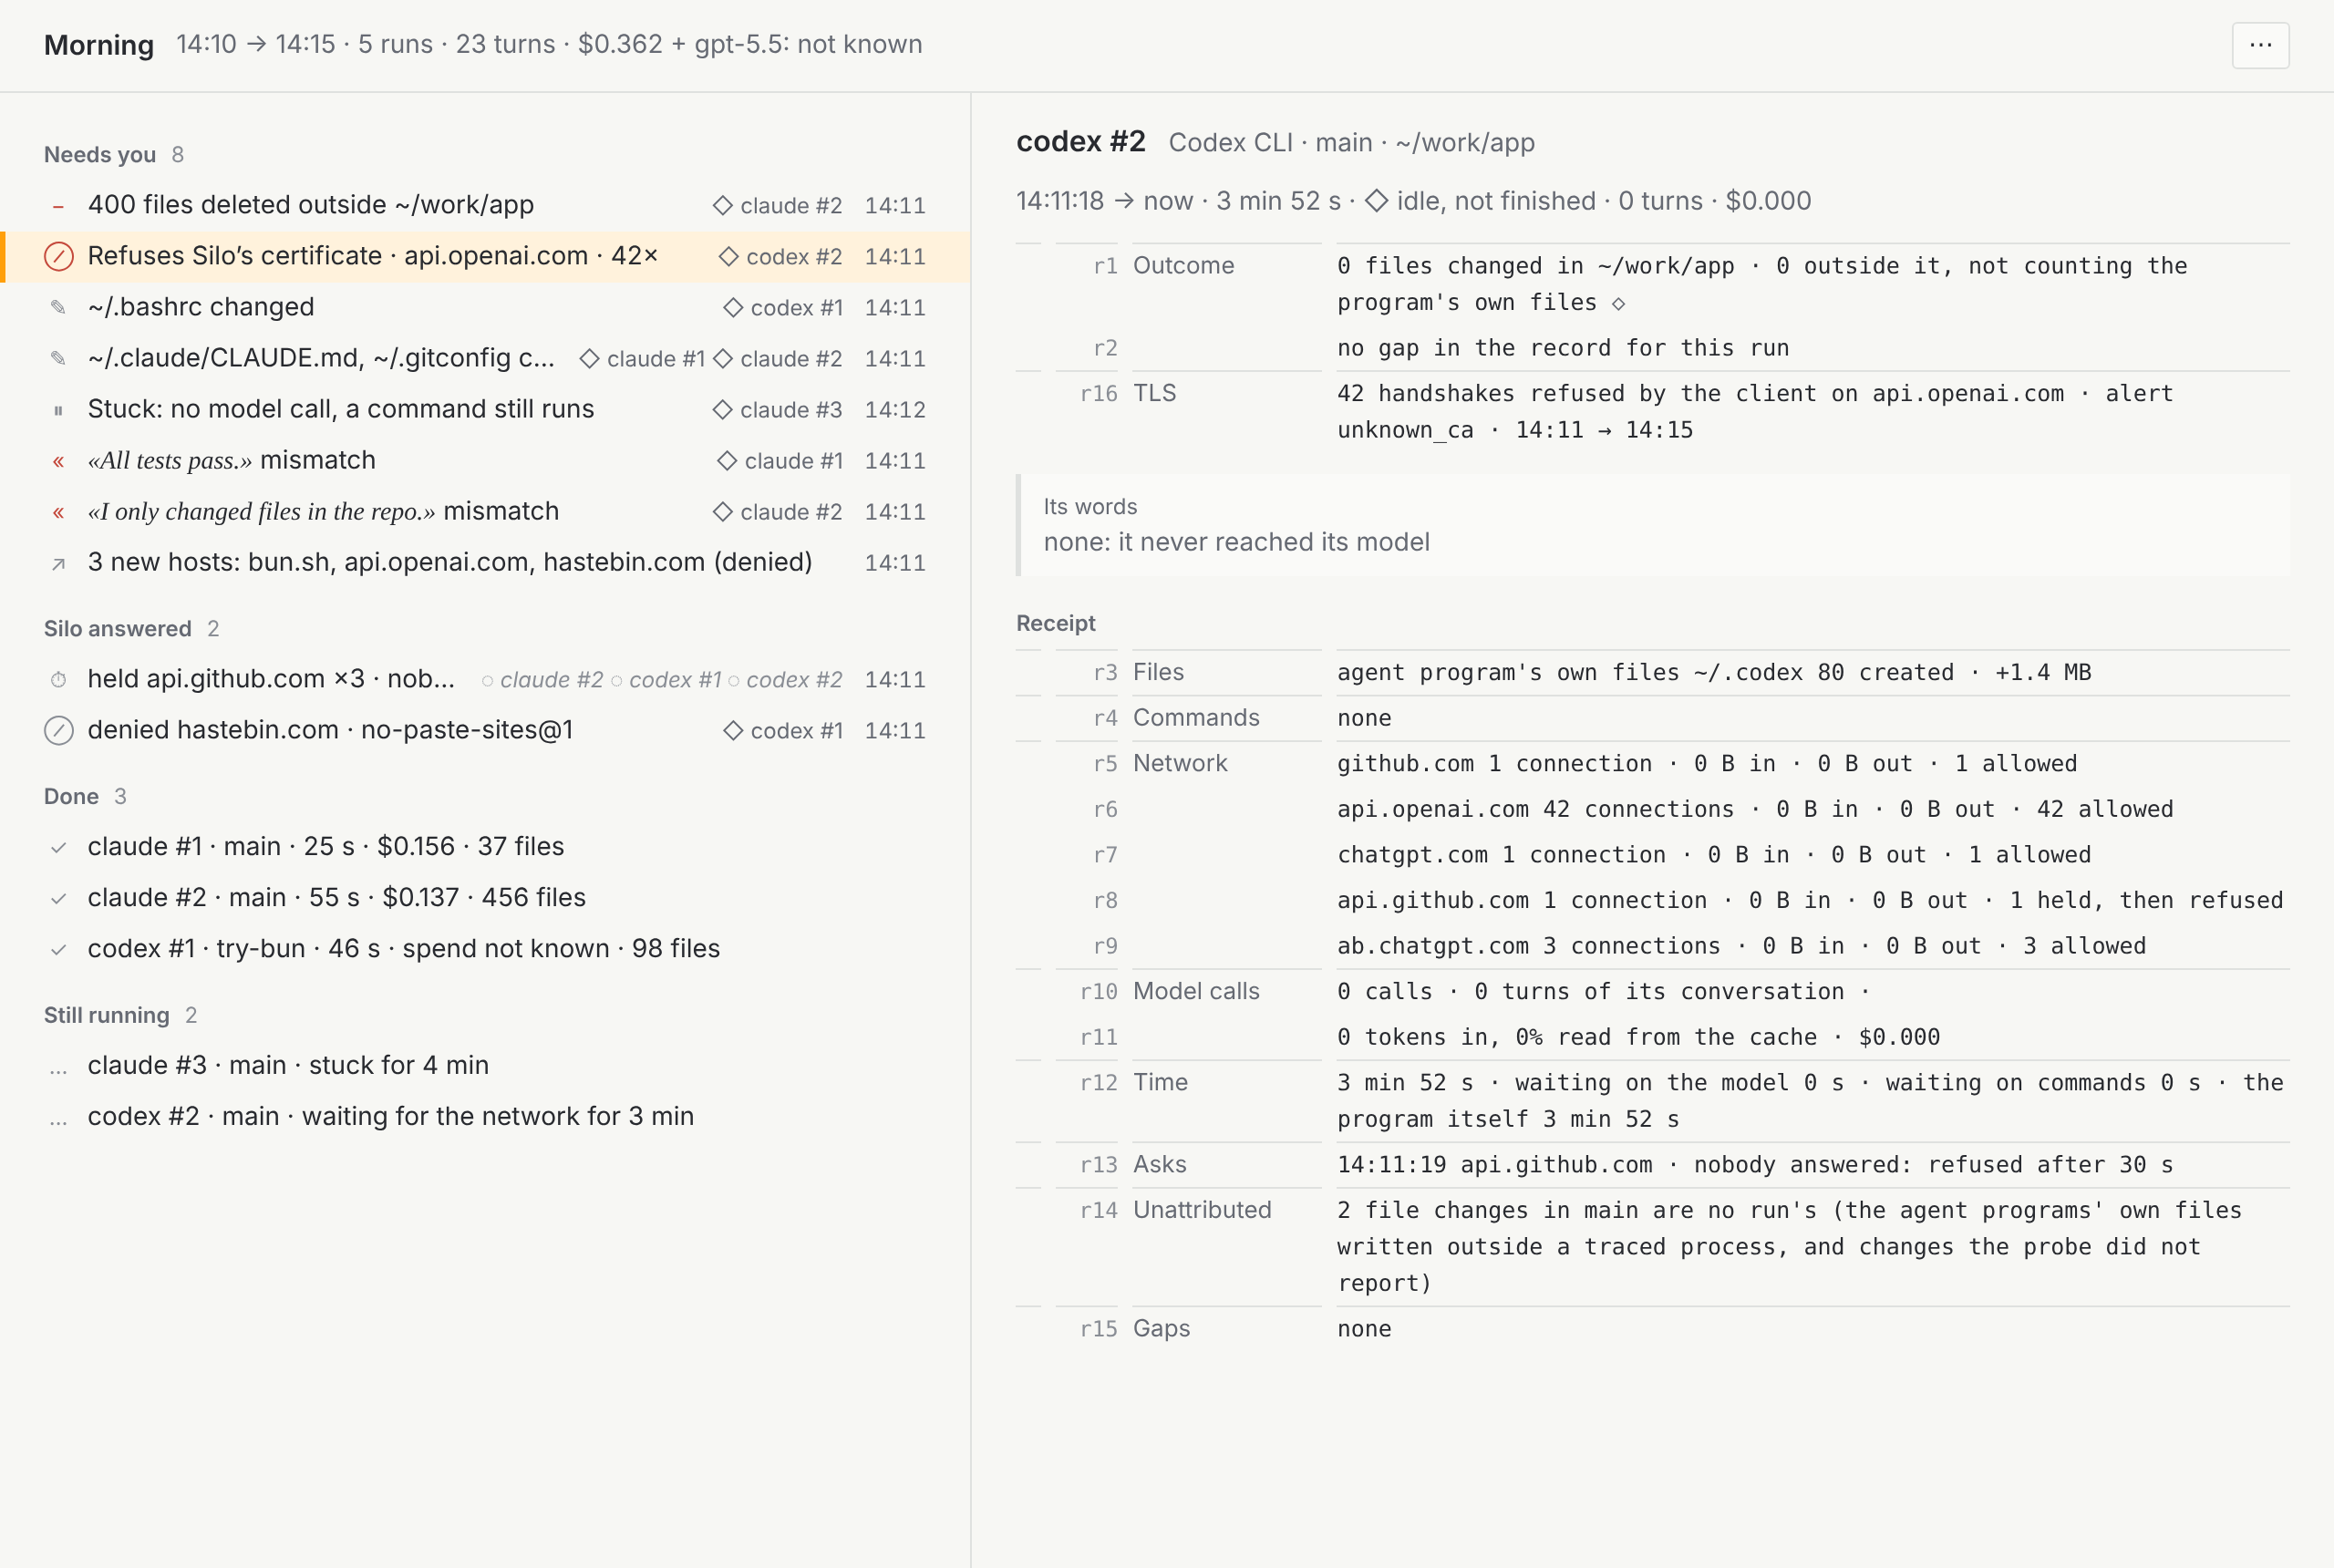 Morning 14:10 → 14:15 · 5 runs · 23 turns · $0.362 + gpt-5.5: not known
···
Needs you 8
– 400 files deleted outside ~/work/app ◇ claude #2 14:11
Refuses Silo’s certificate · api.openai.com · 42× ◇ codex #2 14:11
✎ ~/.bashrc changed ◇ codex #1 14:11
✎ ~/.claude/CLAUDE.md, ~/.gitconfig c… ◇ claude #1 ◇ claude #2 14:11
Stuck: no model call, a command still runs ◇ claude #3 14:12
« «All tests pass.» mismatch ◇ claude #1 14:11
« «I only changed files in the repo.» mismatch ◇ claude #2 14:11
↗ 3 new hosts: bun.sh, api.openai.com, hastebin.com (denied) 14:11
Silo answered 2
⏱ held api.github.com ×3 · nob… ◌ claude #2 ◌ codex #1 ◌ codex #2 14:11
denied hastebin.com · no-paste-sites@1 ◇ codex #1 14:11
Done 3
✓ claude #1 · main · 25 s · $0.156 · 37 files
✓ claude #2 · main · 55 s · $0.137 · 456 files
✓ codex #1 · try-bun · 46 s · spend not known · 98 files
Still running 2
… claude #3 · main · stuck for 4 min
… codex #2 · main · waiting for the network for 3 min
codex #2 Codex CLI · main · ~/work/app
14:11:18 → now · 3 min 52 s · ◇ idle, not finished · 0 turns · $0.000
r1 Outcome 0 files changed in ~/work/app · 0 outside it, not counting the
program's own files ◇
r2 no gap in the record for this run
r16 TLS 42 handshakes refused by the client on api.openai.com · alert
unknown_ca · 14:11 → 14:15
Its words
none: it never reached its model
Receipt
r3 Files agent program's own files ~/.codex 80 created · +1.4 MB
r4 Commands none
r5 Network github.com 1 connection · 0 B in · 0 B out · 1 allowed
r6 api.openai.com 42 connections · 0 B in · 0 B out · 42 allowed
r7 chatgpt.com 1 connection · 0 B in · 0 B out · 1 allowed
r8 api.github.com 1 connection · 0 B in · 0 B out · 1 held, then refused
r9 ab.chatgpt.com 3 connections · 0 B in · 0 B out · 3 allowed
r10 Model calls 0 calls · 0 turns of its conversation ·
r11 0 tokens in, 0% read from the cache · $0.000
r12 Time 3 min 52 s · waiting on the model 0 s · waiting on commands 0 s · the
program itself 3 min 52 s
r13 Asks 14:11:19 api.github.com · nobody answered: refused after 30 s
r14 Unattributed 2 file changes in main are no run's (the agent programs' own files
written outside a traced process, and changes the probe did not
report)
r15 Gaps none